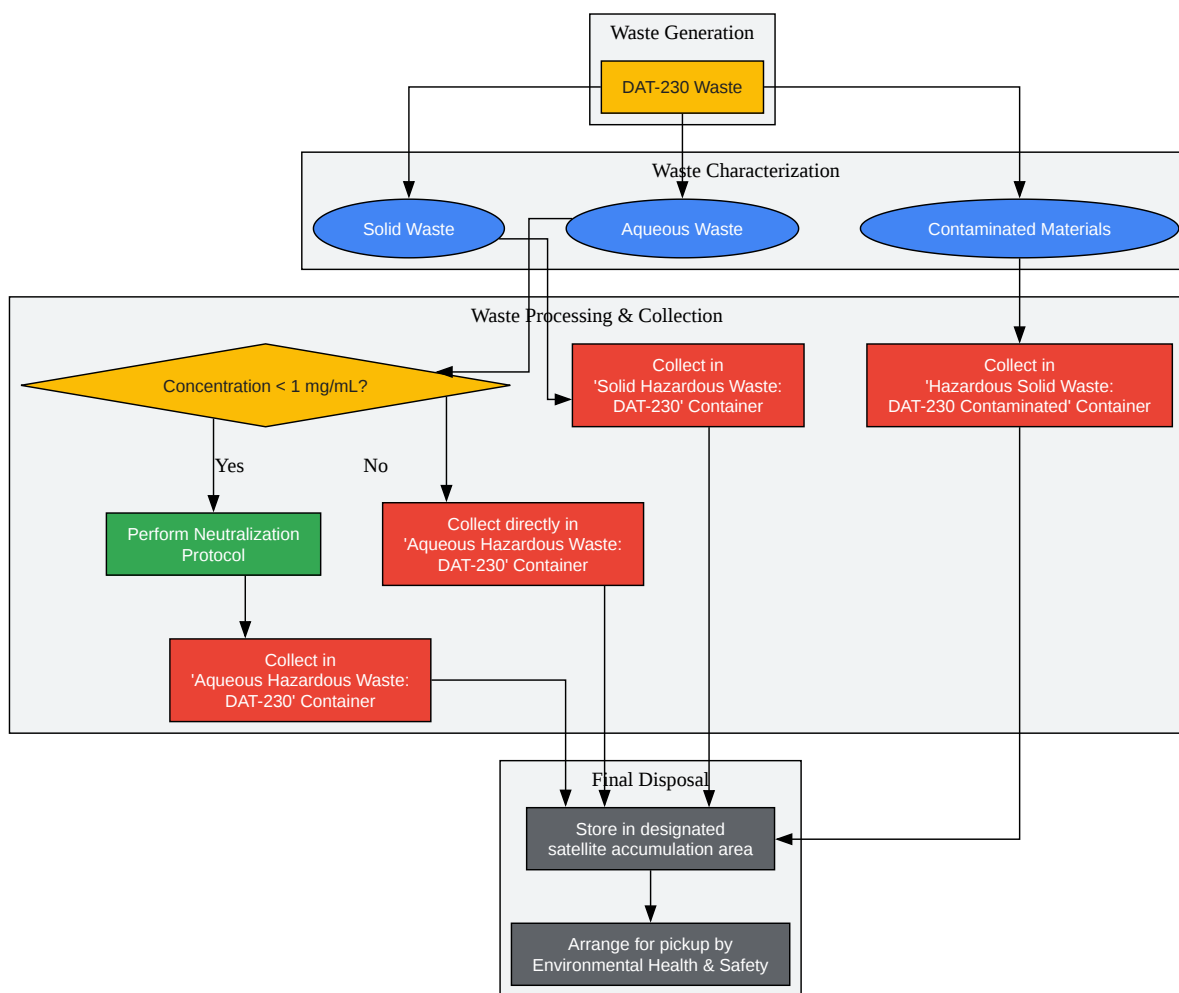 Waste Generation
DAT-230 Waste
Waste Characterization
Solid Waste
Aqueous Waste
Contaminated Materials
Waste Processing & Collection
Concentration < 1 mg/mL?
Collect in
'Solid Hazardous Waste:
DAT-230' Container
Collect in
'Hazardous Solid Waste:
DAT-230 Contaminated' Container
Yes
No
Perform Neutralization
Protocol
Collect directly in
'Aqueous Hazardous Waste:
DAT-230' Container
Collect in
'Aqueous Hazardous Waste:
DAT-230' Container
Final Disposal
Store in designated
satellite accumulation area
Arrange for pickup by
Environmental Health & Safety